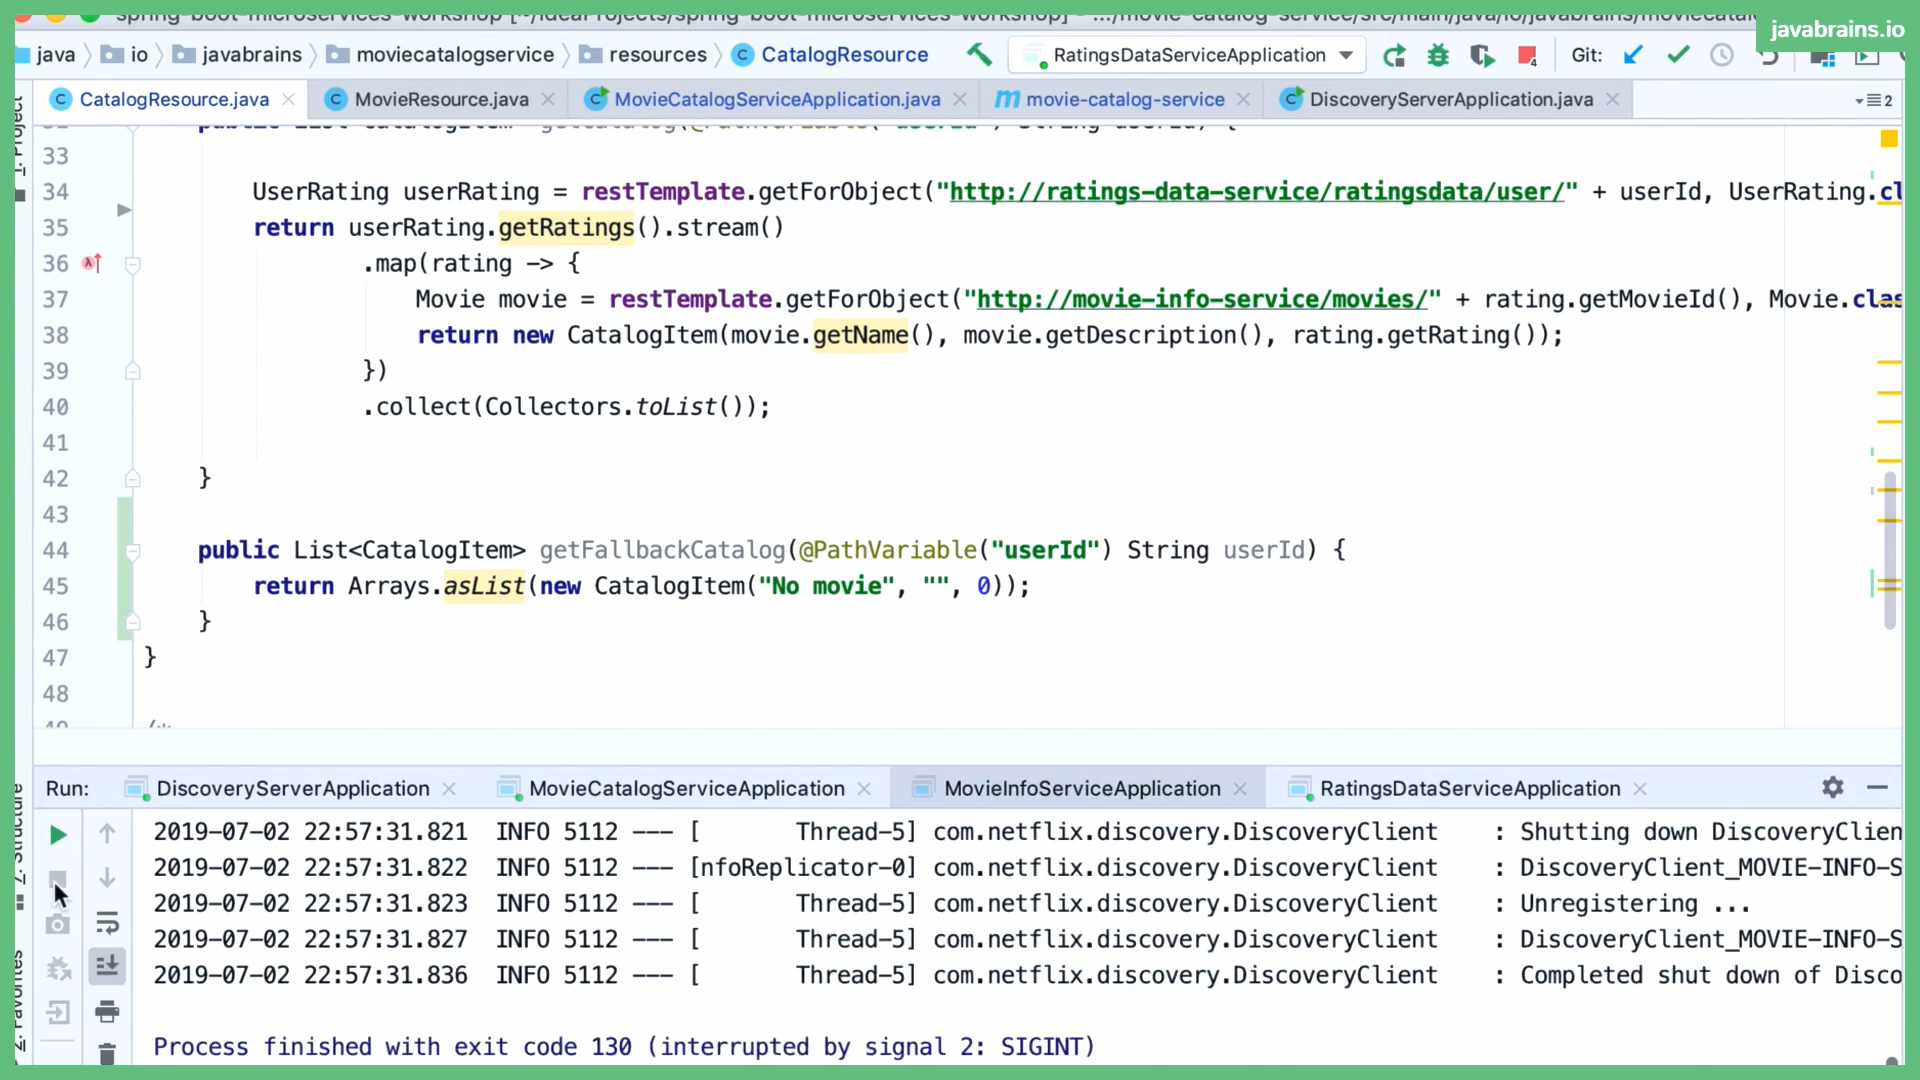 javabrains.io
java io javabrains moviecatalogservice resources CatalogResource RatingsDataServiceApplication 4 Git:
CatalogResource.java MovieResource.java MovieCatalogServiceApplication.java movie-catalog-service DiscoveryServerApplication.java 2
33
34 UserRating userRating = restTemplate.getForObject("http://ratings-data-service/ratingsdata/user/" + userId, UserRating.cl
35 return userRating.getRatings().stream()
36 .map(rating -> {
37 Movie movie = restTemplate.getForObject("http://movie-info-service/movies/" + rating.getMovieId(), Movie.clas
38 return new CatalogItem(movie.getName(), movie.getDescription(), rating.getRating());
39 })
40 .collect(Collectors.toList());
41
42 }
43
44 public List<CatalogItem> getFallbackCatalog(@PathVariable("userId") String userId) {
45 return Arrays.asList(new CatalogItem("No movie", "", 0));
46 }
47 }
48
Run: DiscoveryServerApplication MovieCatalogServiceApplication MovieInfoServiceApplication RatingsDataServiceApplication
2019-07-02 22:57:31.821 INFO 5112 --- [ Thread-5] com.netflix.discovery.DiscoveryClient : Shutting down DiscoveryClien
2019-07-02 22:57:31.822 INFO 5112 --- [nfoReplicator-0] com.netflix.discovery.DiscoveryClient : DiscoveryClient_MOVIE-INFO-S
2019-07-02 22:57:31.823 INFO 5112 --- [ Thread-5] com.netflix.discovery.DiscoveryClient : Unregistering ...
2019-07-02 22:57:31.827 INFO 5112 --- [ Thread-5] com.netflix.discovery.DiscoveryClient : DiscoveryClient_MOVIE-INFO-S
2019-07-02 22:57:31.836 INFO 5112 --- [ Thread-5] com.netflix.discovery.DiscoveryClient : Completed shut down of Disco
Process finished with exit code 130 (interrupted by signal 2: SIGINT)